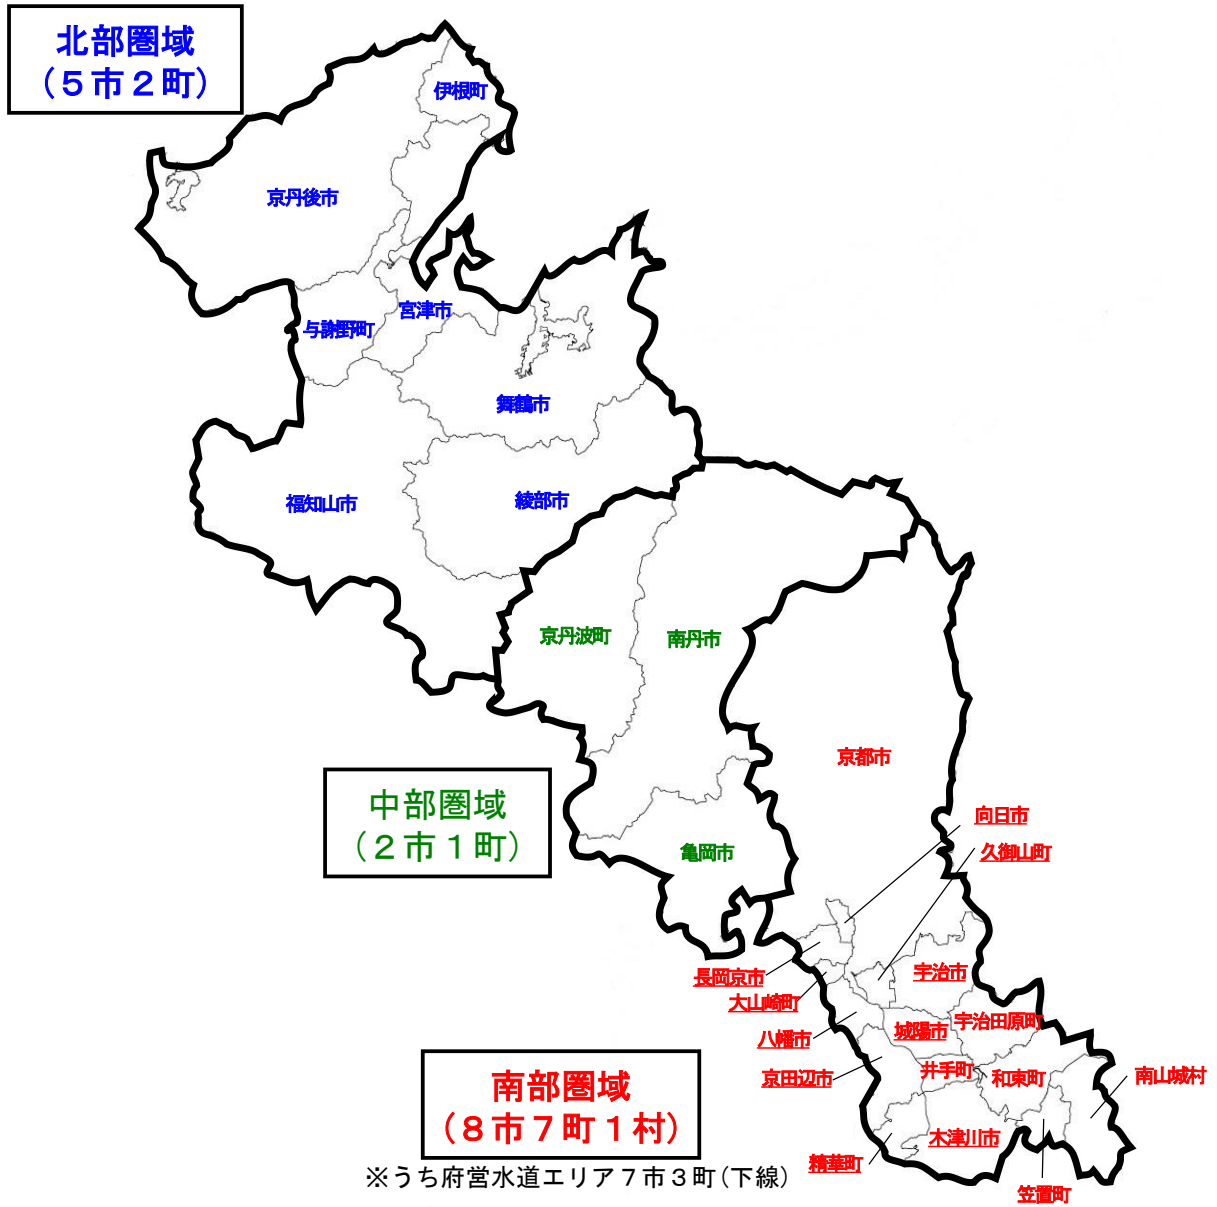 北部圏域
（５市２町）
伊根町
京丹後市
宮津市
与謝野町
舞鶴市
福知山市
綾部市
京丹波町
南丹市
京都市
中部圏域
（２市１町）
亀岡市
向日市
久御山町
長岡京市
宇治市
大山崎町
宇治田原町
城陽市
八幡市
井手町
和束町
南山城村
京田辺市
南部圏域
（８市７町１村）
木津川市
精華町
※うち府営水道エリア７市３町（下線）
笠置町